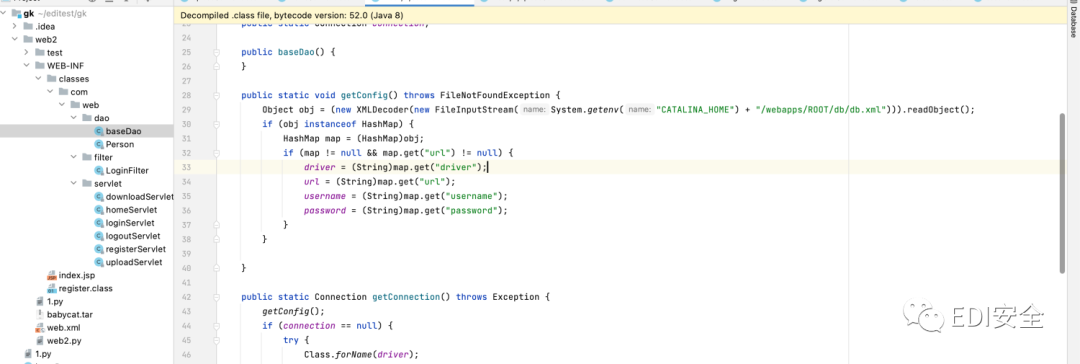 gk ~/editest/gk
.idea
web2
test
WEB-INF
classes
com
web
dao
baseDao
Person
filter
LoginFilter
servlet
downloadServlet
homeServlet
loginServlet
logoutServlet
registerServlet
uploadServlet
index.jsp
register.class
1.py
babycat.tar
web.xml
web2.py
1.py
Decompiled .class file, bytecode version: 52.0 (Java 8)
24
25 public baseDao() {
26 }
27
28 public static void getConfig() throws FileNotFoundException {
29 Object obj = (new XMLDecoder(new FileInputStream( name: System.getenv( name: "CATALINA_HOME") + "/webapps/ROOT/db/db.xml"))).readObject();
30 if (obj instanceof HashMap) {
31 HashMap map = (HashMap)obj;
32 if (map != null && map.get("url") != null) {
33 driver = (String)map.get("driver");
34 url = (String)map.get("url");
35 username = (String)map.get("username");
36 password = (String)map.get("password");
37 }
38 }
39
40 }
41
42 public static Connection getConnection() throws Exception {
43 getConfig();
44 if (connection == null) {
45 try {
46 Class.forName(driver);
Database
EDI安全